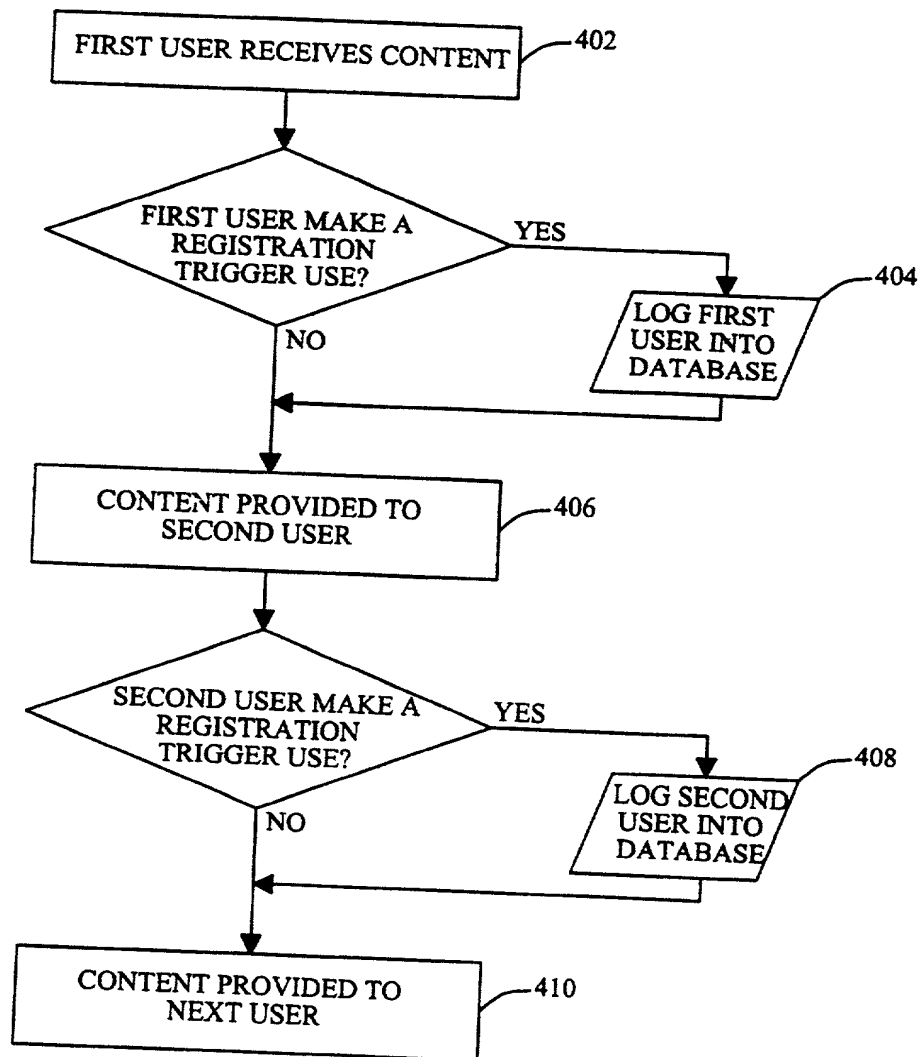 FIRST USER RECEIVES CONTENT
402
FIRST USER MAKE A
REGISTRATION
TRIGGER USE?
YES
404
LOG FIRST
USER INTO
DATABASE
NO
CONTENT PROVIDED TO
SECOND USER
406
SECOND USER MAKE A
REGISTRATION
TRIGGER USE?
YES
408
LOG SECOND
USER INTO
DATABASE
NO
CONTENT PROVIDED TO
NEXT USER
410